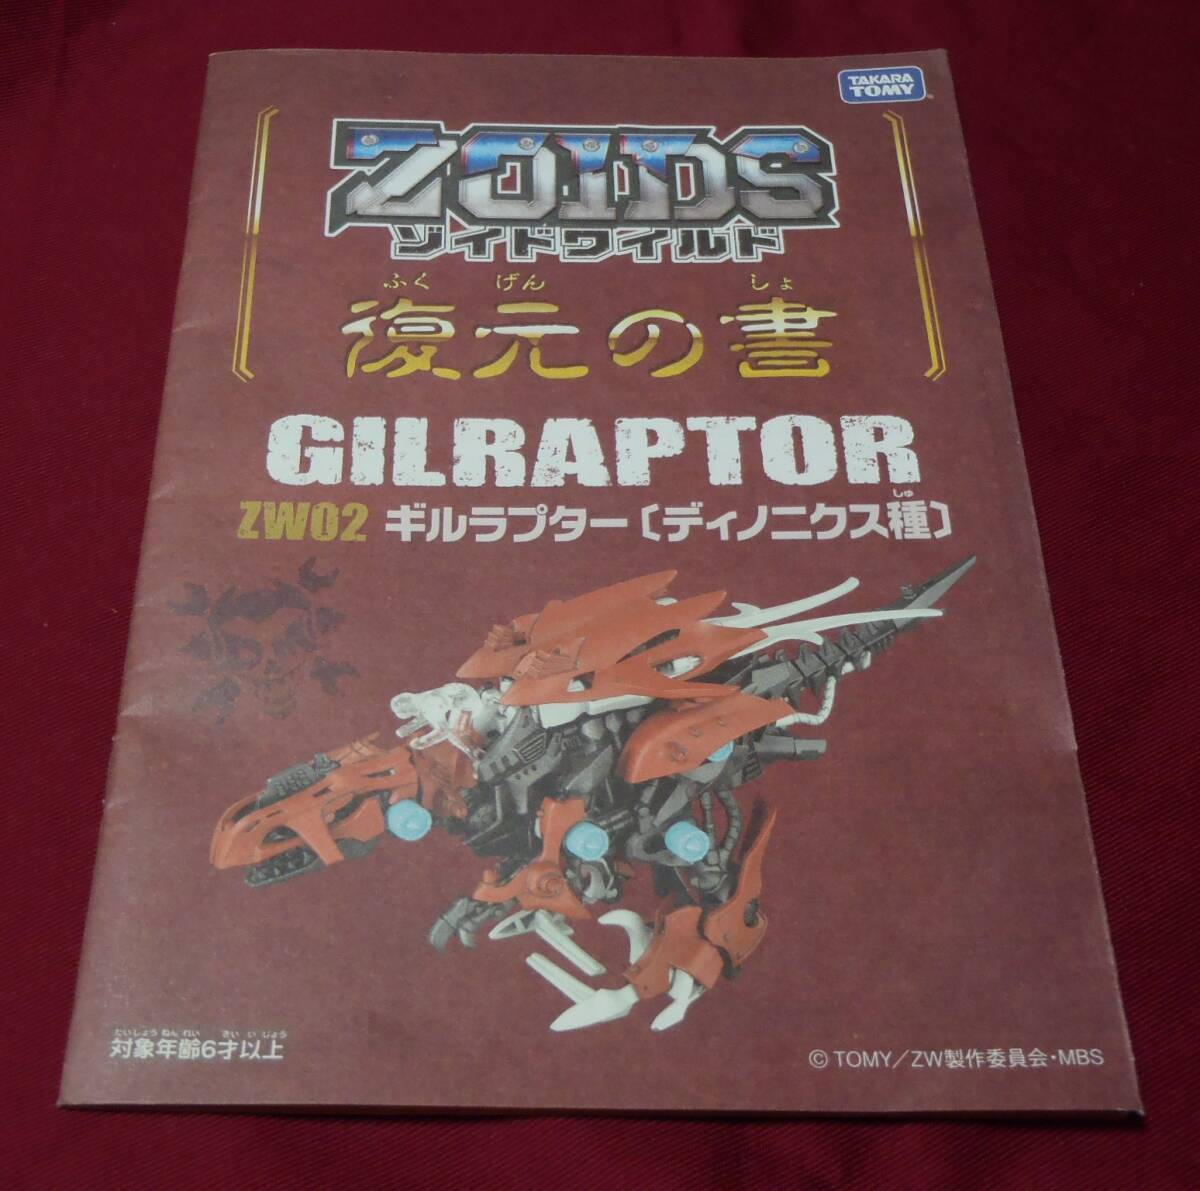 TAKARA
TOMY
ZOIDS
ゾイドワイルド
ふく げん しょ
復元の書
GILRAPTOR
しゅ
ZW02 ギルラプター〔ディノニクス種〕
たいしょう ねん れい さい い じょう
対象年齢6才以上
© TOMY/ZW製作委員会・MBS